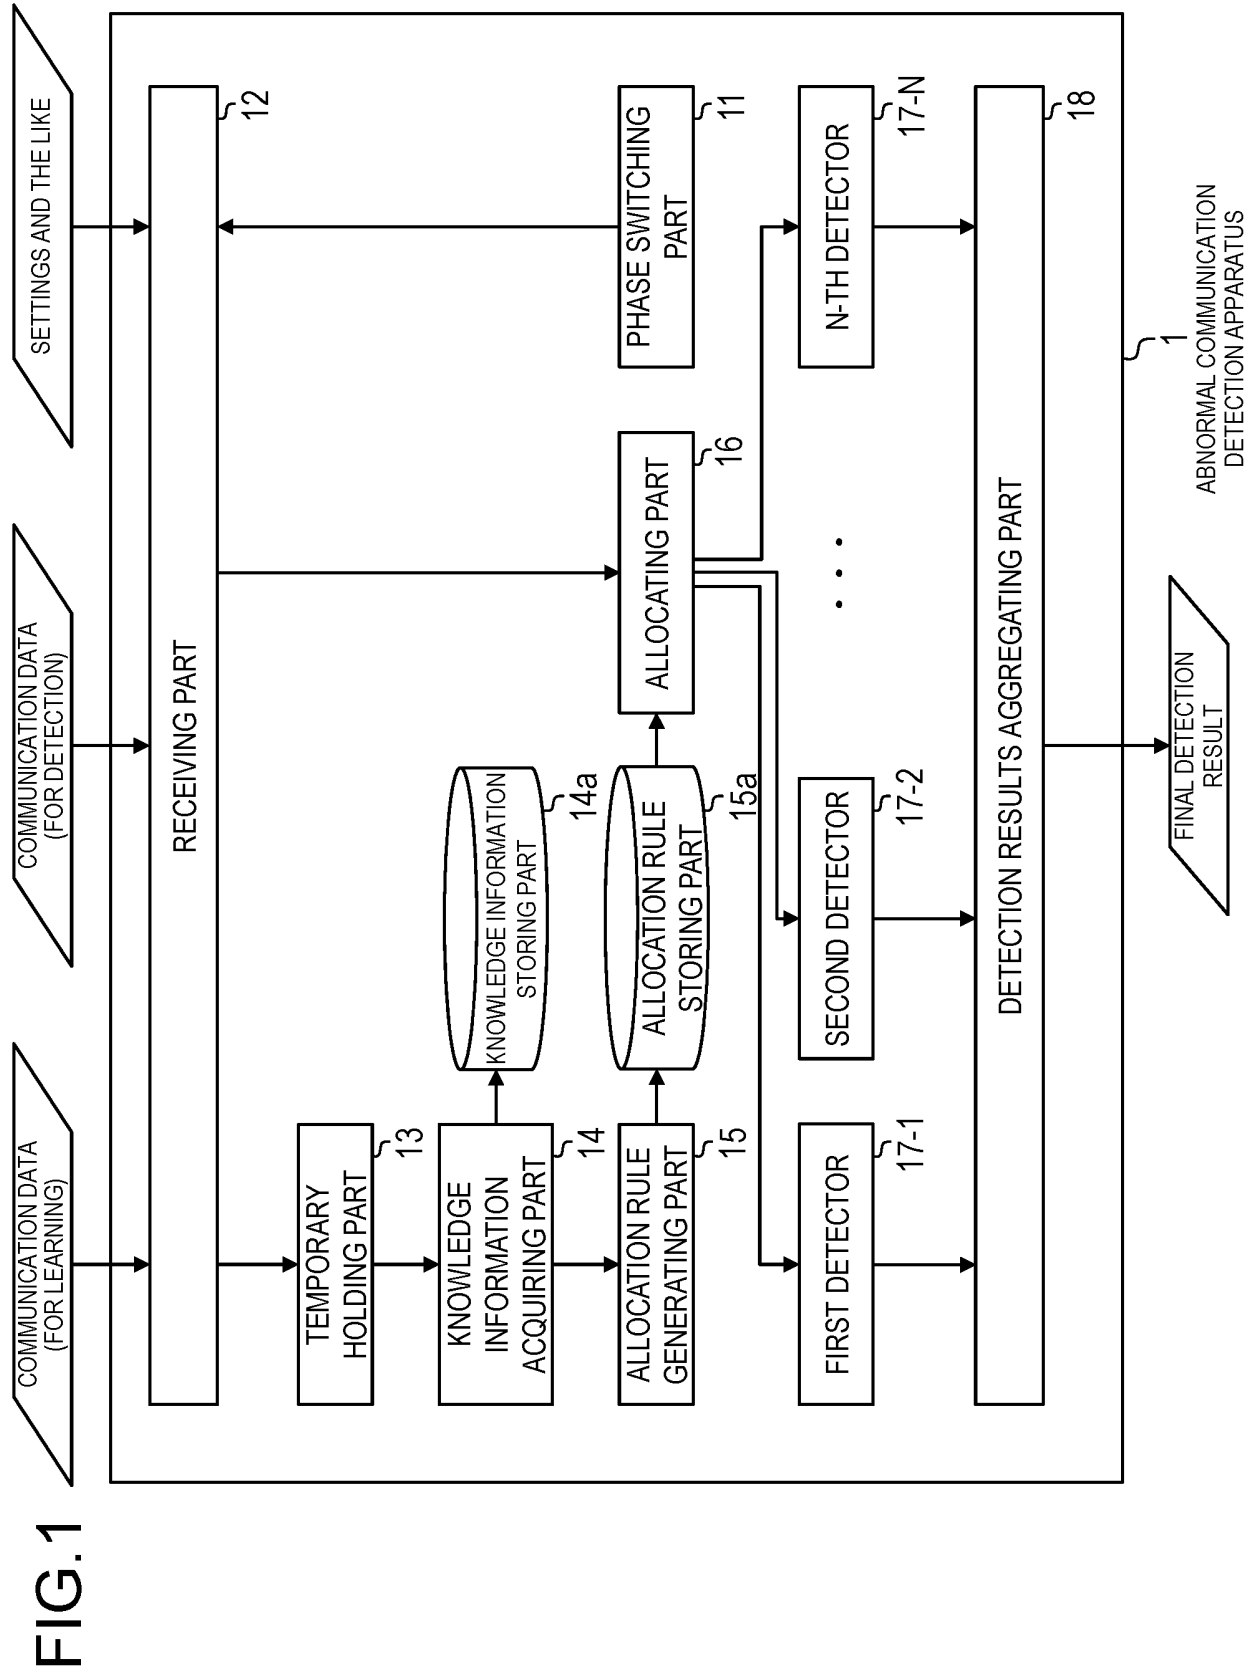 FIG.1
COMMUNICATION DATA
(FOR LEARNING)
COMMUNICATION DATA
(FOR DETECTION)
SETTINGS AND THE LIKE
RECEIVING PART
12
TEMPORARY
HOLDING PART
13
KNOWLEDGE
INFORMATION
ACQUIRING PART
14
KNOWLEDGE INFORMATION
STORING PART
14a
ALLOCATION RULE
GENERATING PART
15
ALLOCATION RULE
STORING PART
15a
ALLOCATING PART
16
PHASE SWITCHING
PART
11
FIRST DETECTOR
17-1
SECOND DETECTOR
17-2
• • •
N-TH DETECTOR
17-N
DETECTION RESULTS AGGREGATING PART
18
FINAL DETECTION
RESULT
1
ABNORMAL COMMUNICATION
DETECTION APPARATUS